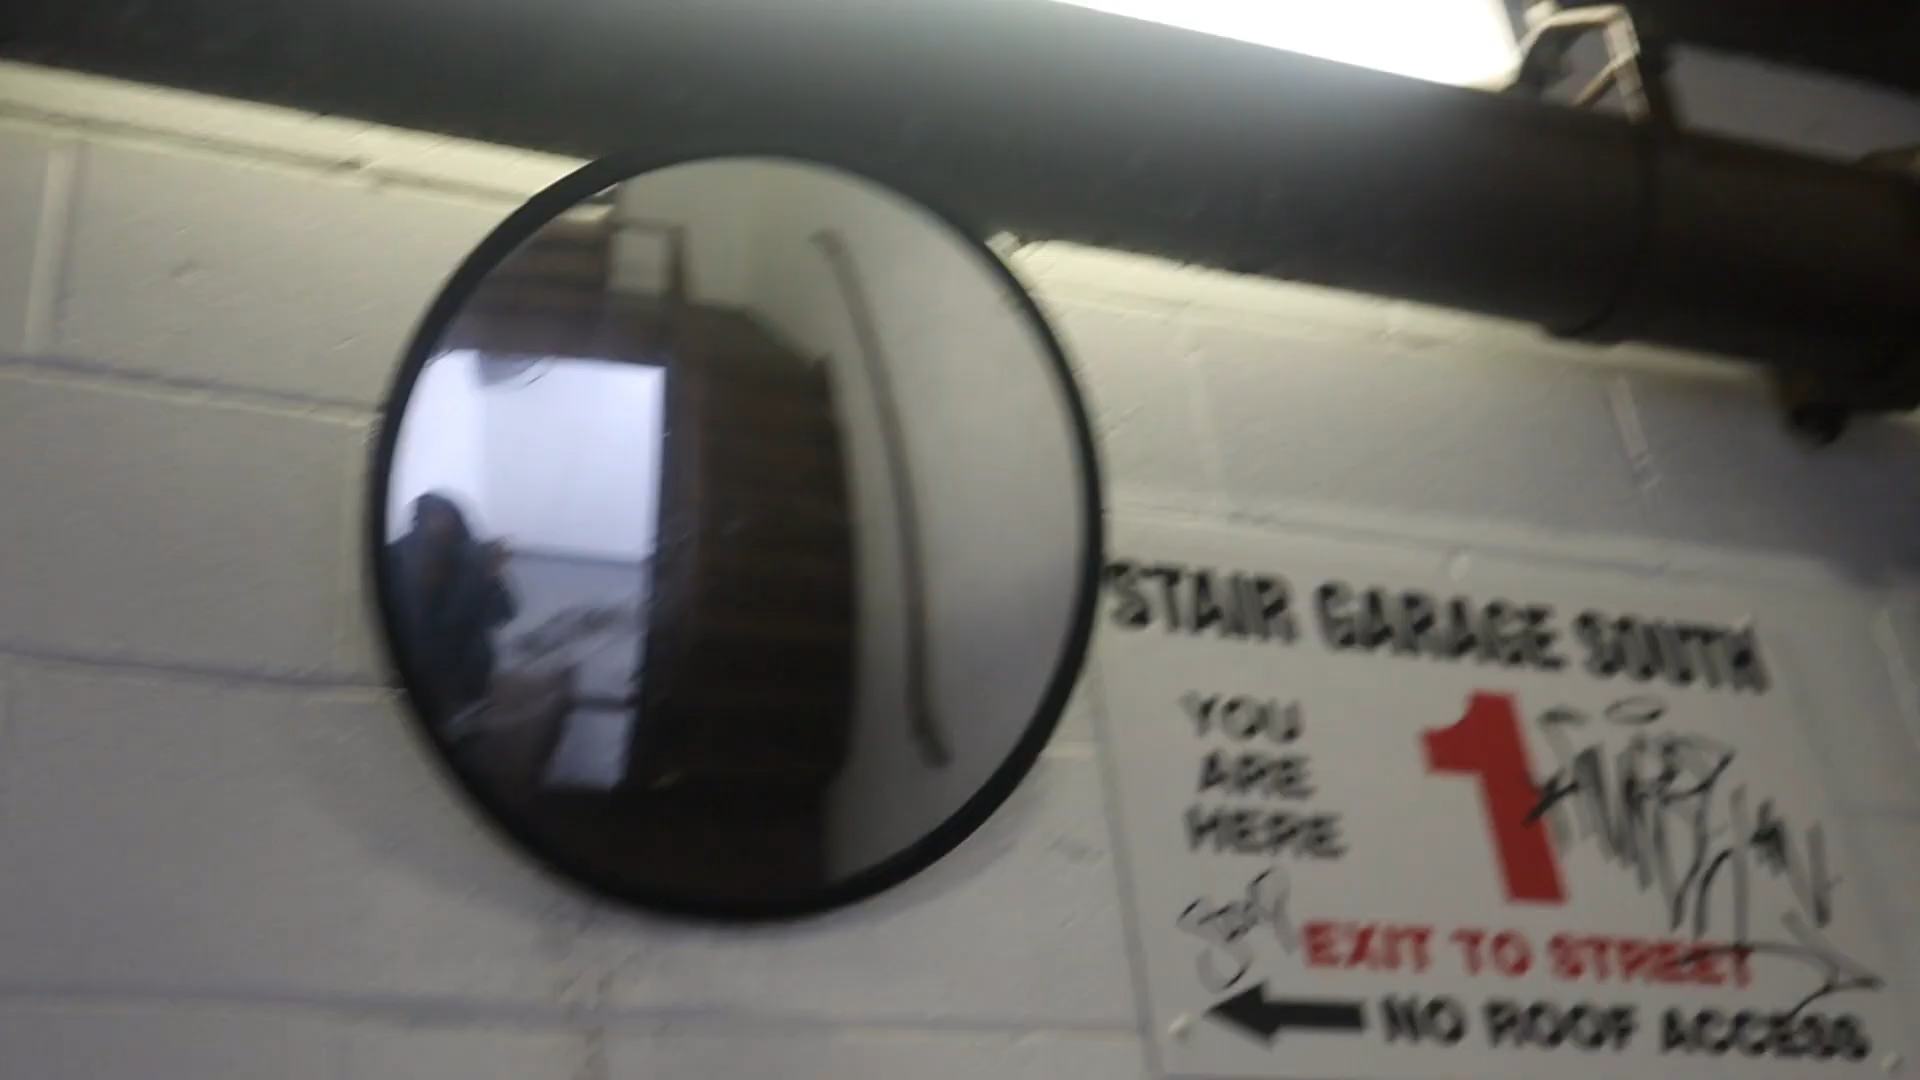 STAIR GARAGE SOUTH
YOU
ARE
HERE
1
EXIT TO STREET
NO ROOF ACCESS